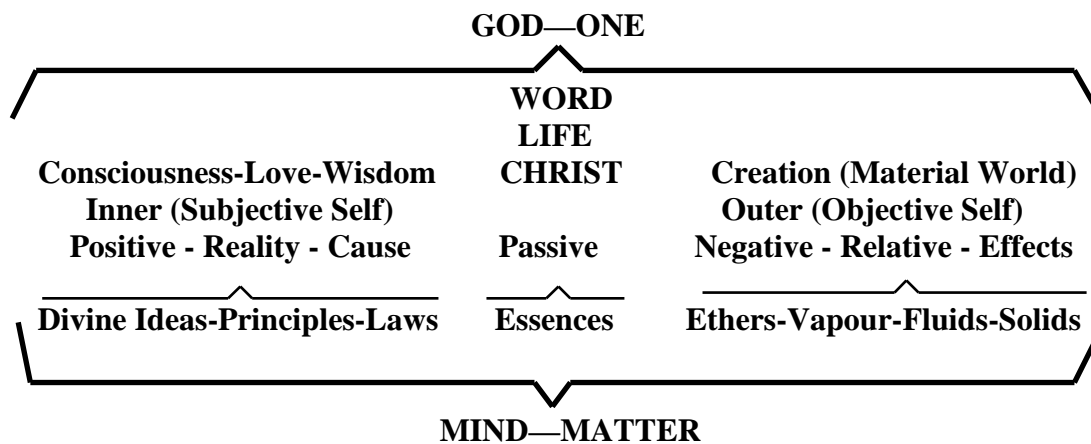 GOD—ONE
WORD
LIFE
Consciousness-Love-Wisdom CHRIST Creation (Material World)
Inner (Subjective Self) Outer (Objective Self)
Positive - Reality - Cause Passive Negative - Relative - Effects
Divine Ideas-Principles-Laws Essences Ethers-Vapour-Fluids-Solids
MIND—MATTER